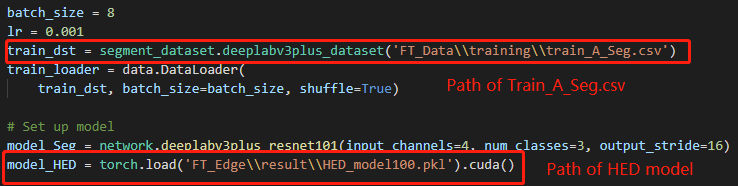 batch_size = 8
lr = 0.001
train_dst = segment_dataset.deeplabv3plus_dataset('FT_Data\\training\\train_A_Seg.csv')
train_loader = data.DataLoader(
Path of Train_A_Seg.csv
    train_dst, batch_size=batch_size, shuffle=True)
# Set up model
model_Seg = network.deeplabv3plus_resnet101(input_channels=4, num_classes=3, output_stride=16)
model_HED = torch.load('FT_Edge\\result\\HED_model100.pkl').cuda()
Path of HED model